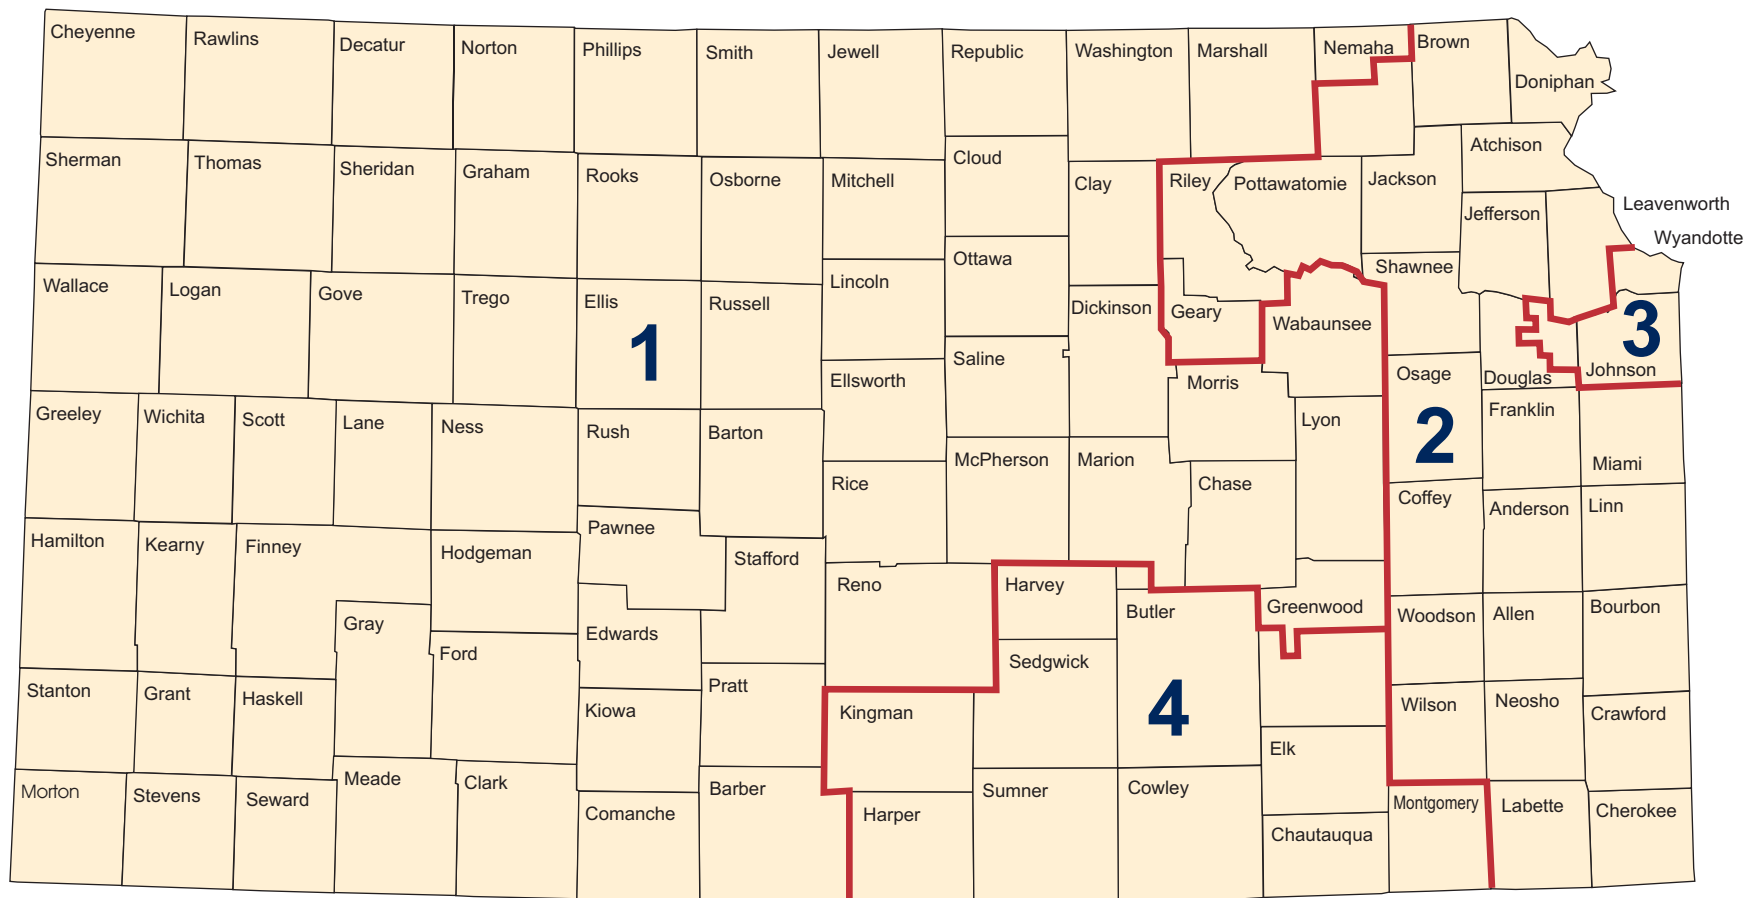 Cheyenne
Rawlins
Decatur
Norton
Phillips
Smith
Jewell
Republic
Washington
Marshall
Nemaha
Brown
Doniphan
Sherman
Thomas
Sheridan
Graham
Rooks
Osborne
Mitchell
Cloud
Clay
Riley
Pottawatomie
Jackson
Atchison
Jefferson
Leavenworth
Wyandotte
Wallace
Logan
Gove
Trego
Ellis
Russell
Lincoln
Ottawa
Dickinson
Geary
Wabaunsee
Shawnee
1
3
Saline
Ellsworth
Morris
Osage
Douglas
Johnson
Greeley
Wichita
Scott
Lane
Ness
Rush
Barton
Rice
McPherson
Marion
Chase
Lyon
2
Franklin
Miami
Coffey
Anderson
Linn
Hamilton
Kearny
Finney
Hodgeman
Pawnee
Stafford
Reno
Harvey
Butler
Greenwood
Woodson
Allen
Bourbon
Gray
Ford
Edwards
Sedgwick
Stanton
Grant
Haskell
Kiowa
Pratt
Kingman
4
Elk
Wilson
Neosho
Crawford
Morton
Stevens
Seward
Meade
Clark
Comanche
Barber
Harper
Sumner
Cowley
Chautauqua
Montgomery
Labette
Cherokee